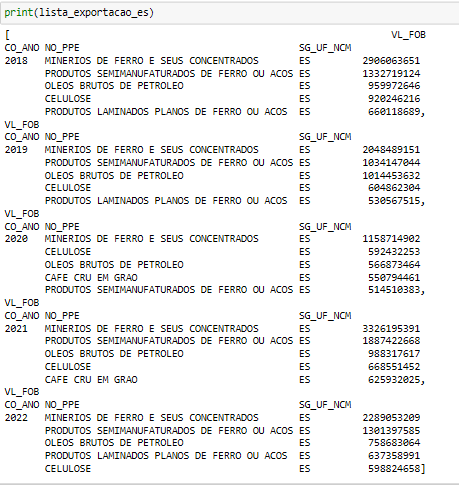 print(lista_exportacao_es)
[ VL_FOB
CO_ANO NO_PPE SG_UF_NCM
2018 MINERIOS DE FERRO E SEUS CONCENTRADOS ES 2906063651
PRODUTOS SEMIMANUFATURADOS DE FERRO OU ACOS ES 1332719124
OLEOS BRUTOS DE PETROLEO ES 959972646
CELULOSE ES 920246216
PRODUTOS LAMINADOS PLANOS DE FERRO OU ACOS ES 660118689,
VL_FOB
CO_ANO NO_PPE SG_UF_NCM
2019 MINERIOS DE FERRO E SEUS CONCENTRADOS ES 2048489151
PRODUTOS SEMIMANUFATURADOS DE FERRO OU ACOS ES 1034147044
OLEOS BRUTOS DE PETROLEO ES 1014453632
CELULOSE ES 604862304
PRODUTOS LAMINADOS PLANOS DE FERRO OU ACOS ES 530567515,
VL_FOB
CO_ANO NO_PPE SG_UF_NCM
2020 MINERIOS DE FERRO E SEUS CONCENTRADOS ES 1158714902
CELULOSE ES 592432253
OLEOS BRUTOS DE PETROLEO ES 566873464
CAFE CRU EM GRAO ES 550794461
PRODUTOS SEMIMANUFATURADOS DE FERRO OU ACOS ES 514510383,
VL_FOB
CO_ANO NO_PPE SG_UF_NCM
2021 MINERIOS DE FERRO E SEUS CONCENTRADOS ES 3326195391
PRODUTOS SEMIMANUFATURADOS DE FERRO OU ACOS ES 1887422668
OLEOS BRUTOS DE PETROLEO ES 988317617
CELULOSE ES 668551452
CAFE CRU EM GRAO ES 625932025,
VL_FOB
CO_ANO NO_PPE SG_UF_NCM
2022 MINERIOS DE FERRO E SEUS CONCENTRADOS ES 2289053209
PRODUTOS SEMIMANUFATURADOS DE FERRO OU ACOS ES 1301397585
OLEOS BRUTOS DE PETROLEO ES 758683064
PRODUTOS LAMINADOS PLANOS DE FERRO OU ACOS ES 637358991
CELULOSE ES 598824658]